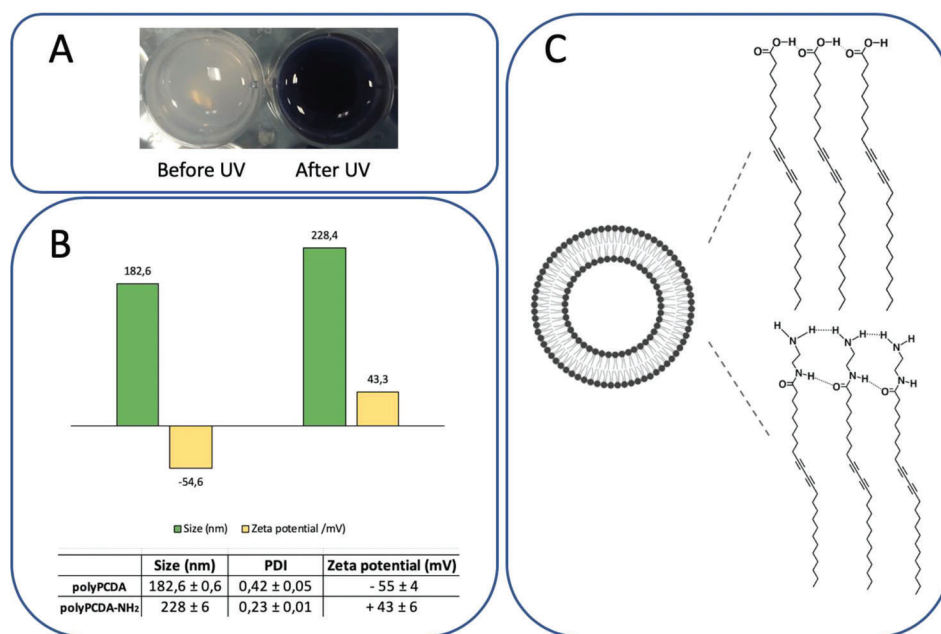 A
Before UV After UV
B
228,4
182,6
43,3
-54,6
Size (nm) Zeta potential /mV
Size (nm) PDI Zeta potential (mV)
polyPCDA 182,6 ± 0,6 0,42 ± 0,05 - 55 ± 4
polyPCDA-NH₂ 228 ± 6 0,23 ± 0,01 + 43 ± 6
C
O O-H O O-H O O-H
H H H H H H
N N N
N-H N-H N-H
O O O